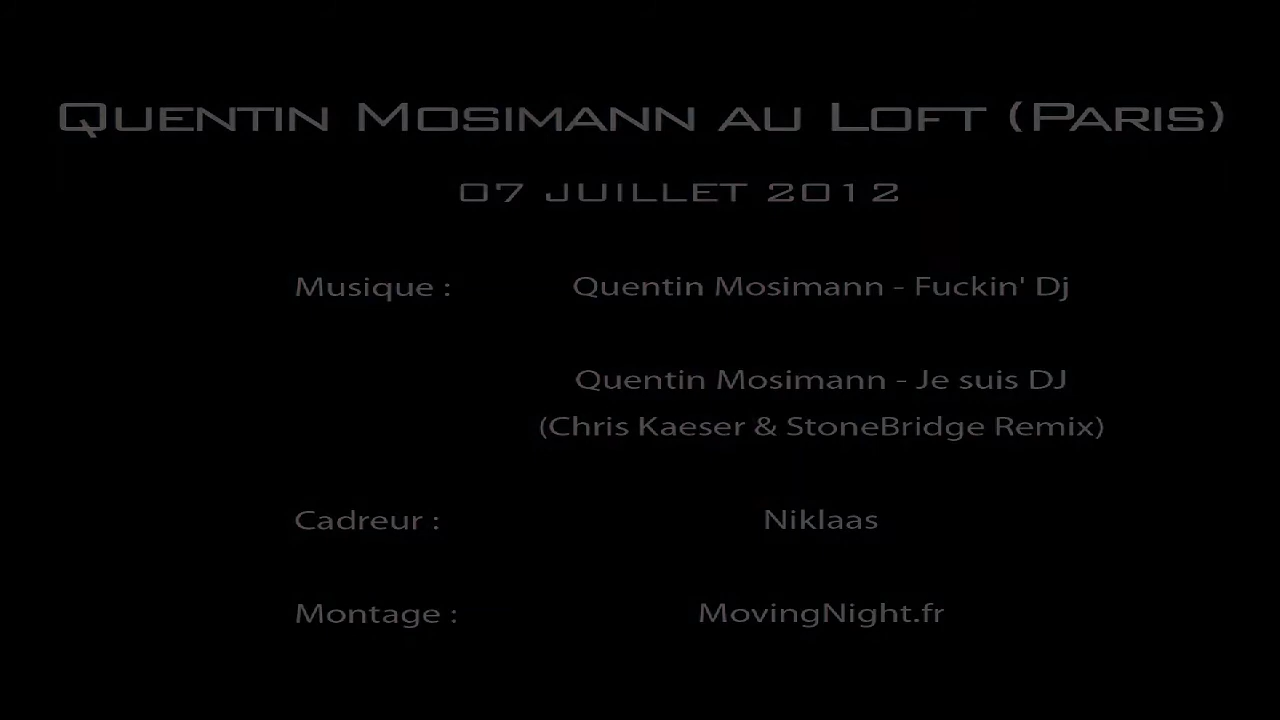 Quentin Mosimann au Loft (Paris)
07 juillet 2012
Musique : Quentin Mosimann - Fuckin' Dj
Quentin Mosimann - Je suis DJ
(Chris Kaeser & StoneBridge Remix)
Cadreur : Niklaas
Montage : MovingNight.fr